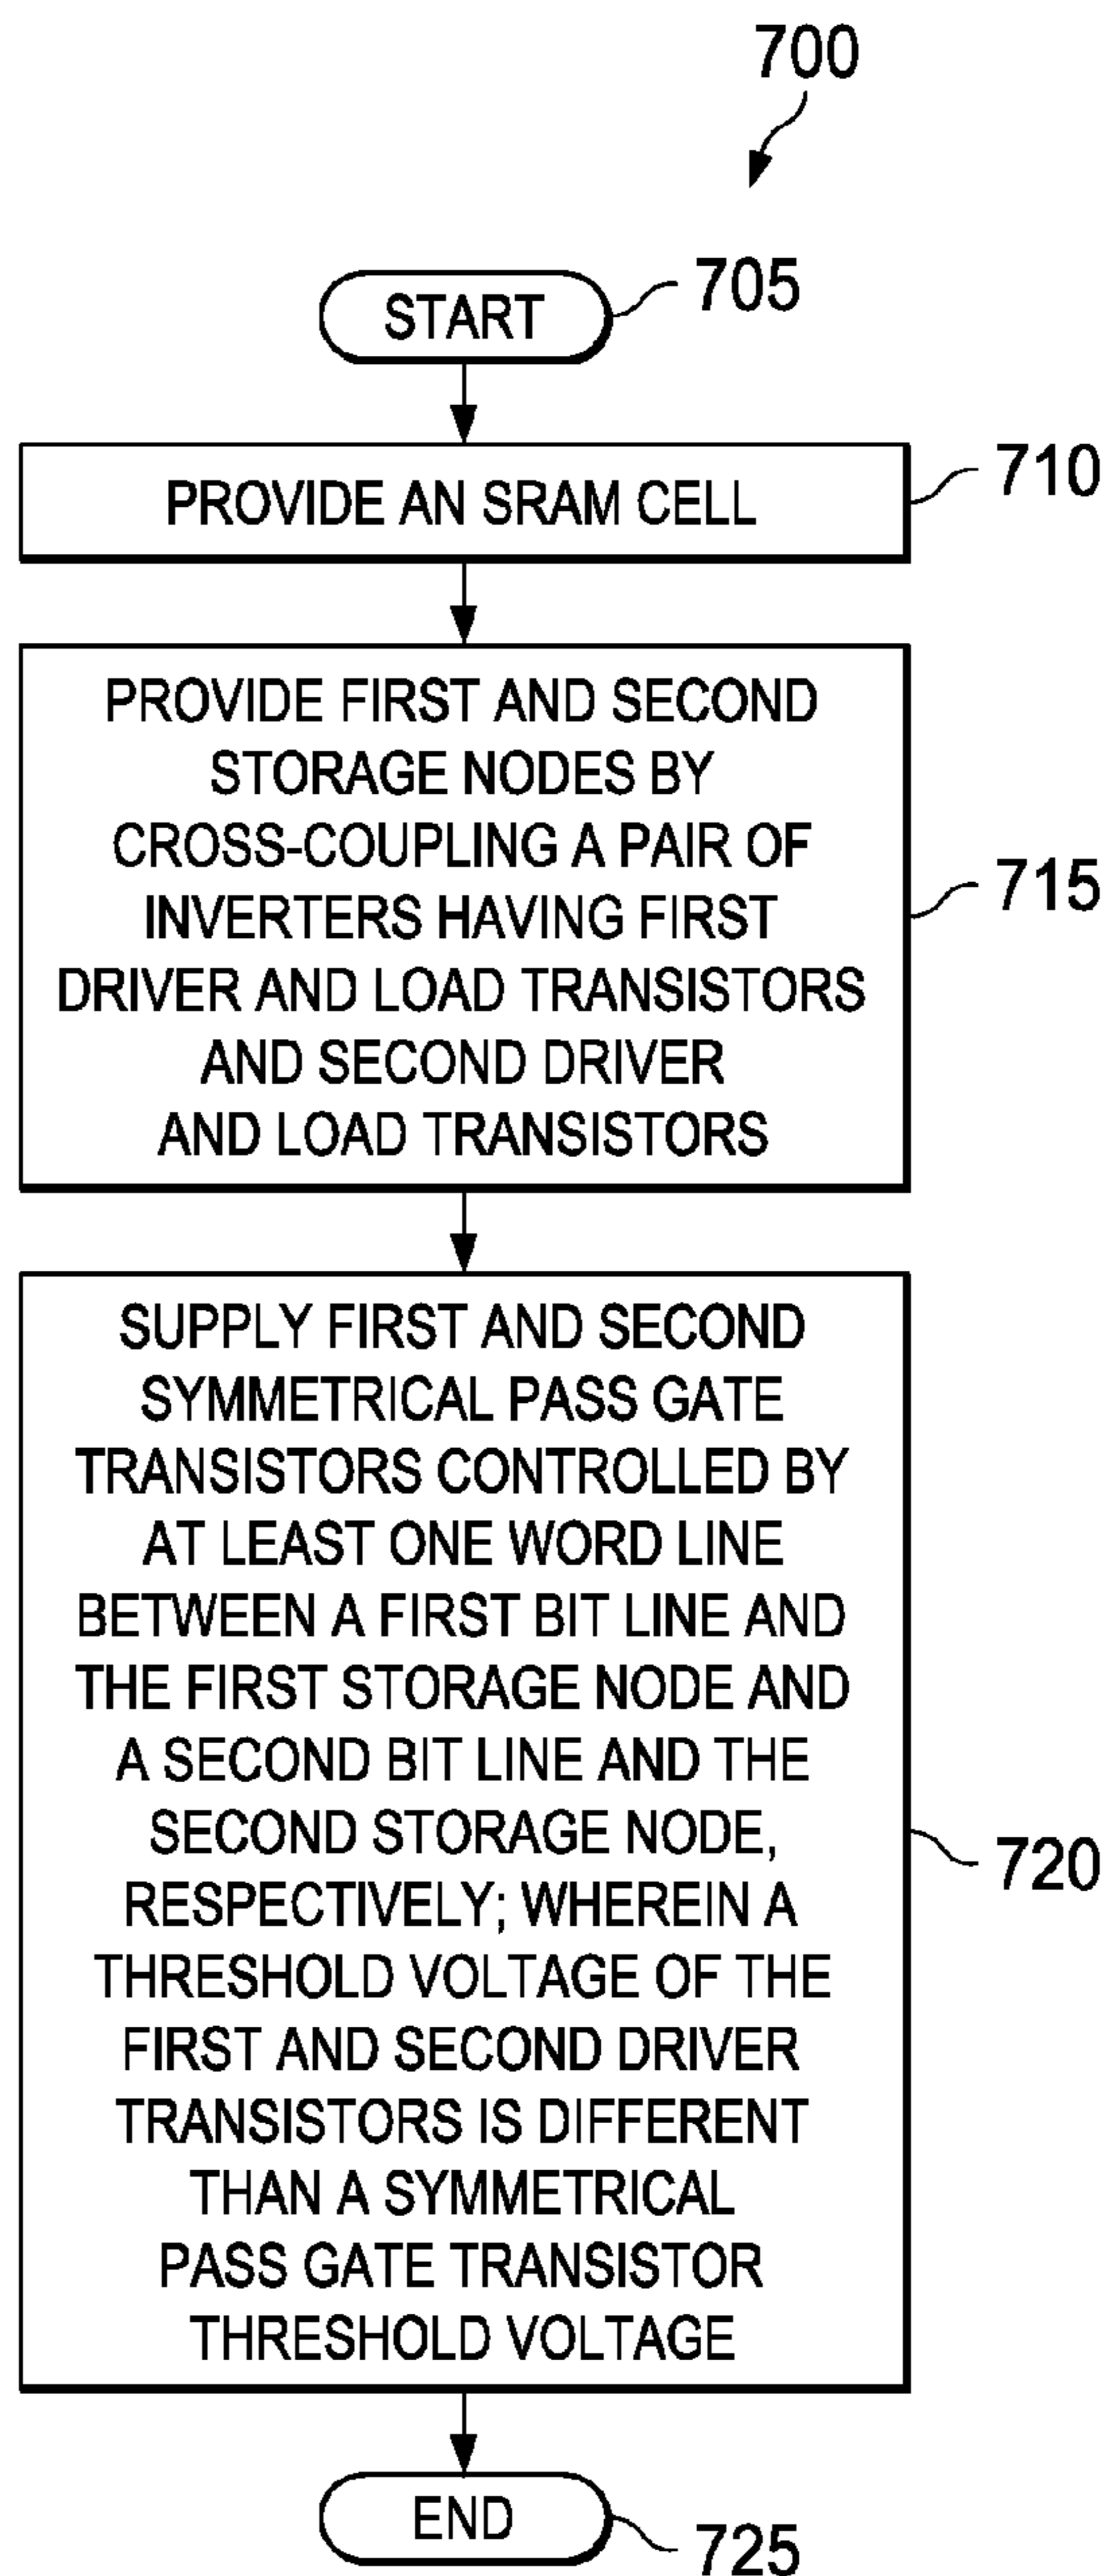 700
START
705
PROVIDE AN SRAM CELL
710
PROVIDE FIRST AND SECOND
STORAGE NODES BY
CROSS-COUPLING A PAIR OF
INVERTERS HAVING FIRST
DRIVER AND LOAD TRANSISTORS
AND SECOND DRIVER
AND LOAD TRANSISTORS
715
SUPPLY FIRST AND SECOND
SYMMETRICAL PASS GATE
TRANSISTORS CONTROLLED BY
AT LEAST ONE WORD LINE
BETWEEN A FIRST BIT LINE AND
THE FIRST STORAGE NODE AND
A SECOND BIT LINE AND THE
SECOND STORAGE NODE,
RESPECTIVELY; WHEREIN A
THRESHOLD VOLTAGE OF THE
FIRST AND SECOND DRIVER
TRANSISTORS IS DIFFERENT
THAN A SYMMETRICAL
PASS GATE TRANSISTOR
THRESHOLD VOLTAGE
720
END
725